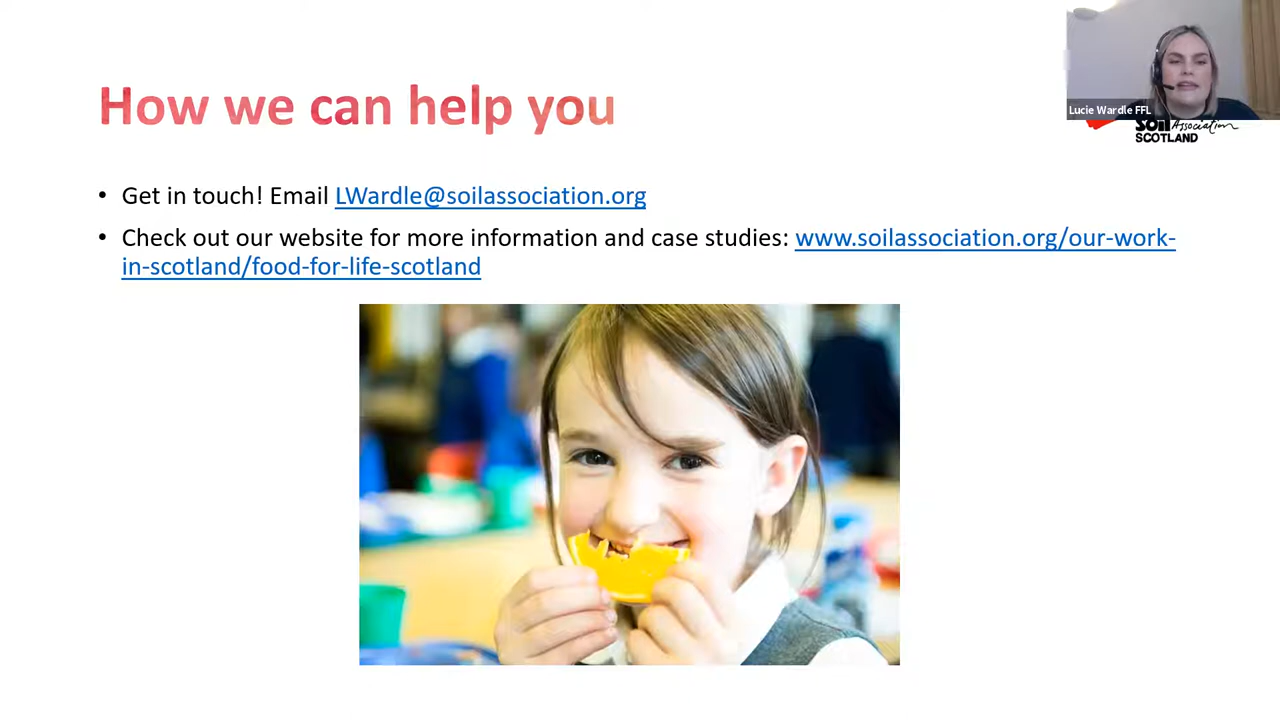 How we can help you
Lucie Wardle FFL
Soil Association
SCOTLAND
• Get in touch! Email LWardle@soilassociation.org
• Check out our website for more information and case studies: www.soilassociation.org/our-work-
in-scotland/food-for-life-scotland